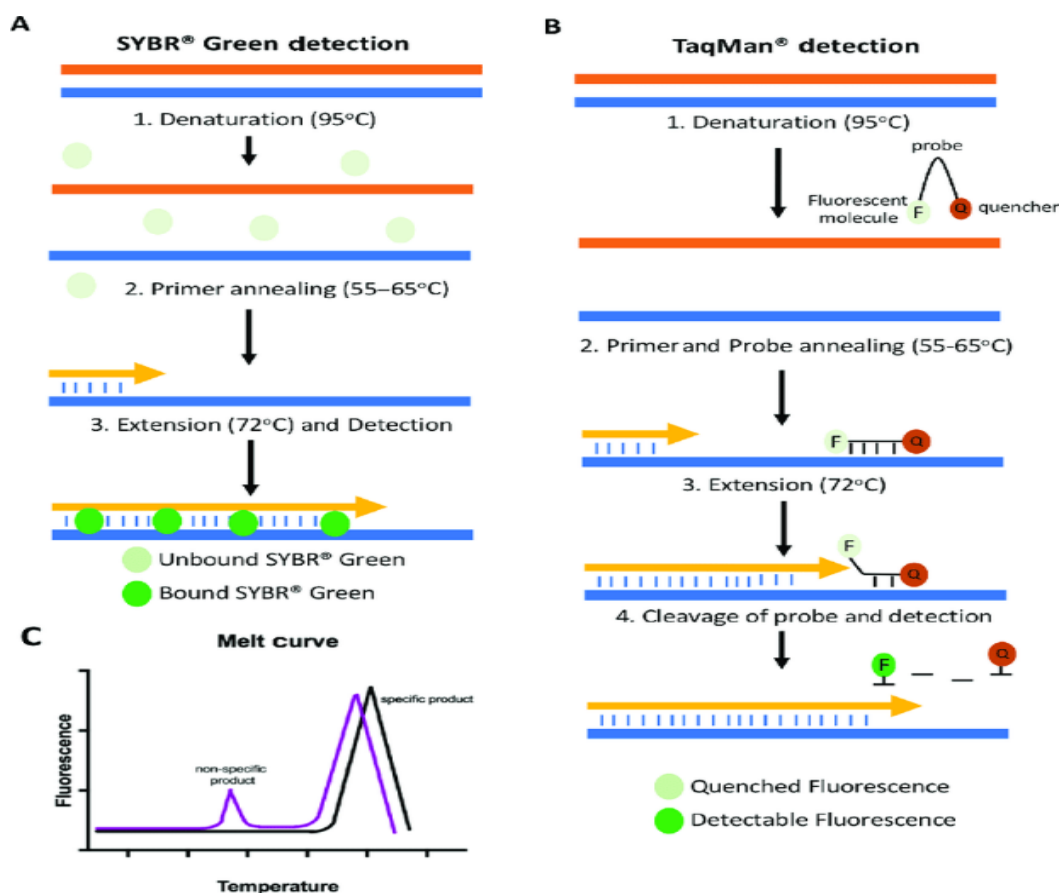 A
SYBR® Green detection
1. Denaturation (95°C)
2. Primer annealing (55–65°C)
3. Extension (72°C) and Detection
Unbound SYBR® Green
Bound SYBR® Green
B
TaqMan® detection
1. Denaturation (95°C)
probe
Fluorescent
molecule
F
Q
quencher
2. Primer and Probe annealing (55-65°C)
F
Q
3. Extension (72°C)
F
Q
4. Cleavage of probe and detection
F
Q
Quenched Fluorescence
Detectable Fluorescence
C
Melt curve
specific product
non-specific
product
Fluorescence
Temperature